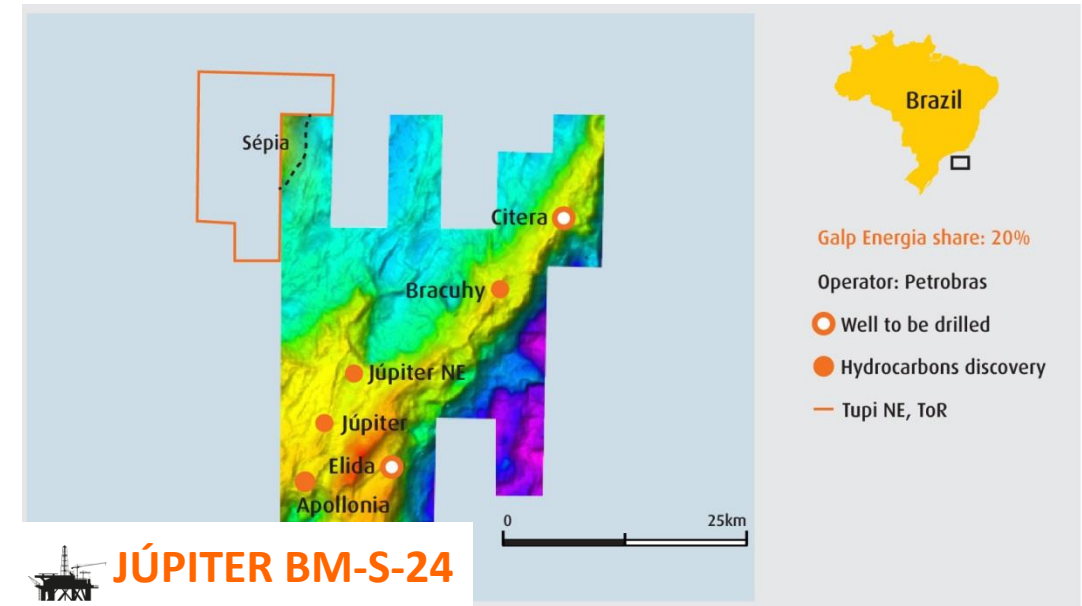 Sépia
Citera
Bracuhy
Júpiter NE
Júpiter
Elida
Apollonia
0
25km
JÚPITER BM-S-24
Brazil
Galp Energia share: 20%
Operator: Petrobras
Well to be drilled
Hydrocarbons discovery
Tupi NE, ToR